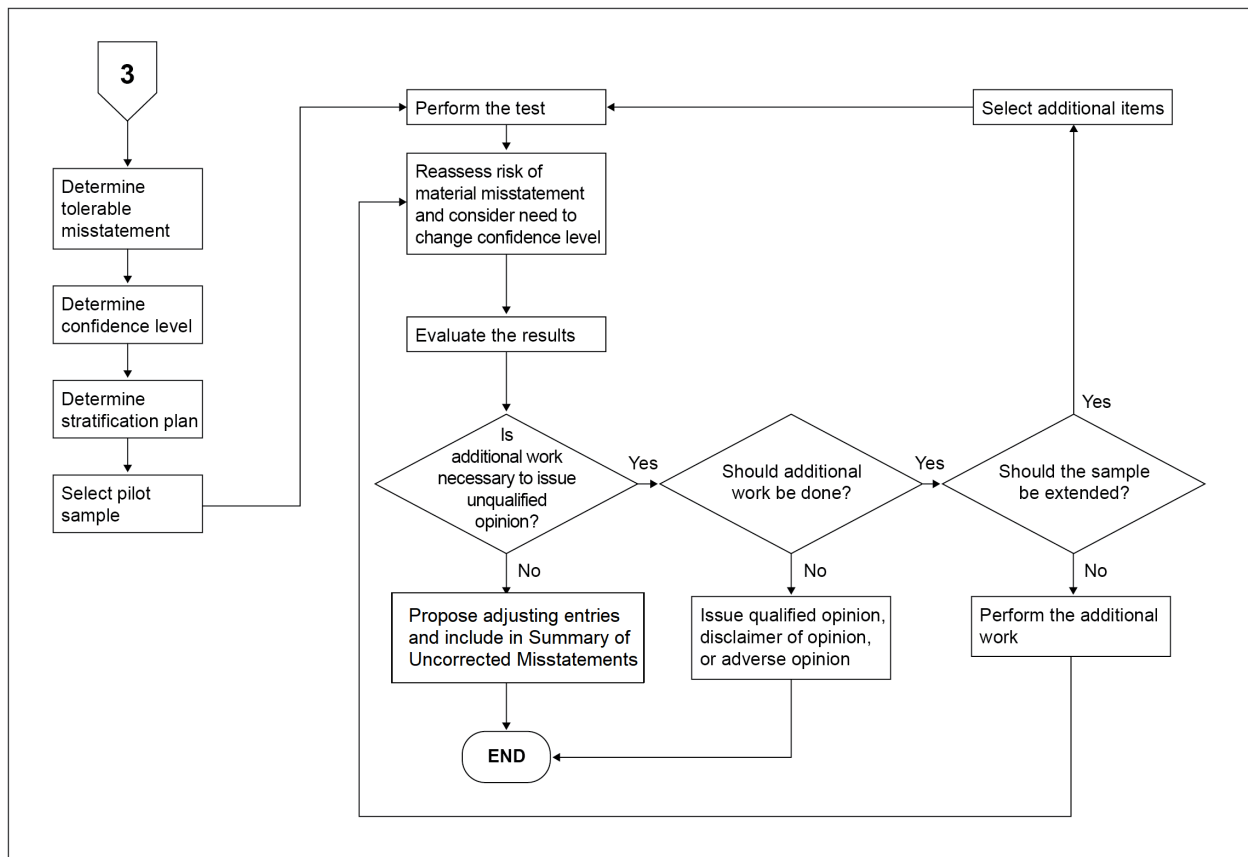 3
Determine
tolerable
misstatement
Determine
confidence level
Determine
stratification plan
Select pilot
sample
Perform the test
Select additional items
Reassess risk of
material misstatement
and consider need to
change confidence level
Evaluate the results
Is
additional work
necessary to issue
unqualified
opinion?
Yes
No
Should additional
work be done?
Yes
No
Should the sample
be extended?
Yes
No
Propose adjusting entries
and include in Summary of
Uncorrected Misstatements
Issue qualified opinion,
disclaimer of opinion,
or adverse opinion
Perform the additional
work
END